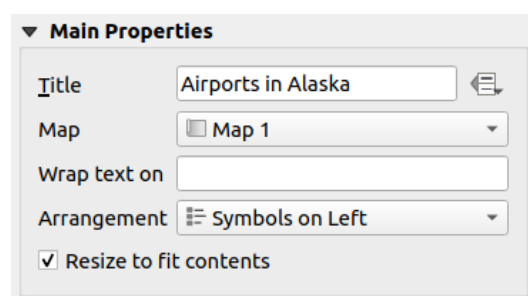 Main Properties
Title Airports in Alaska
Map Map 1
Wrap text on
Arrangement Symbols on Left
Resize to fit contents